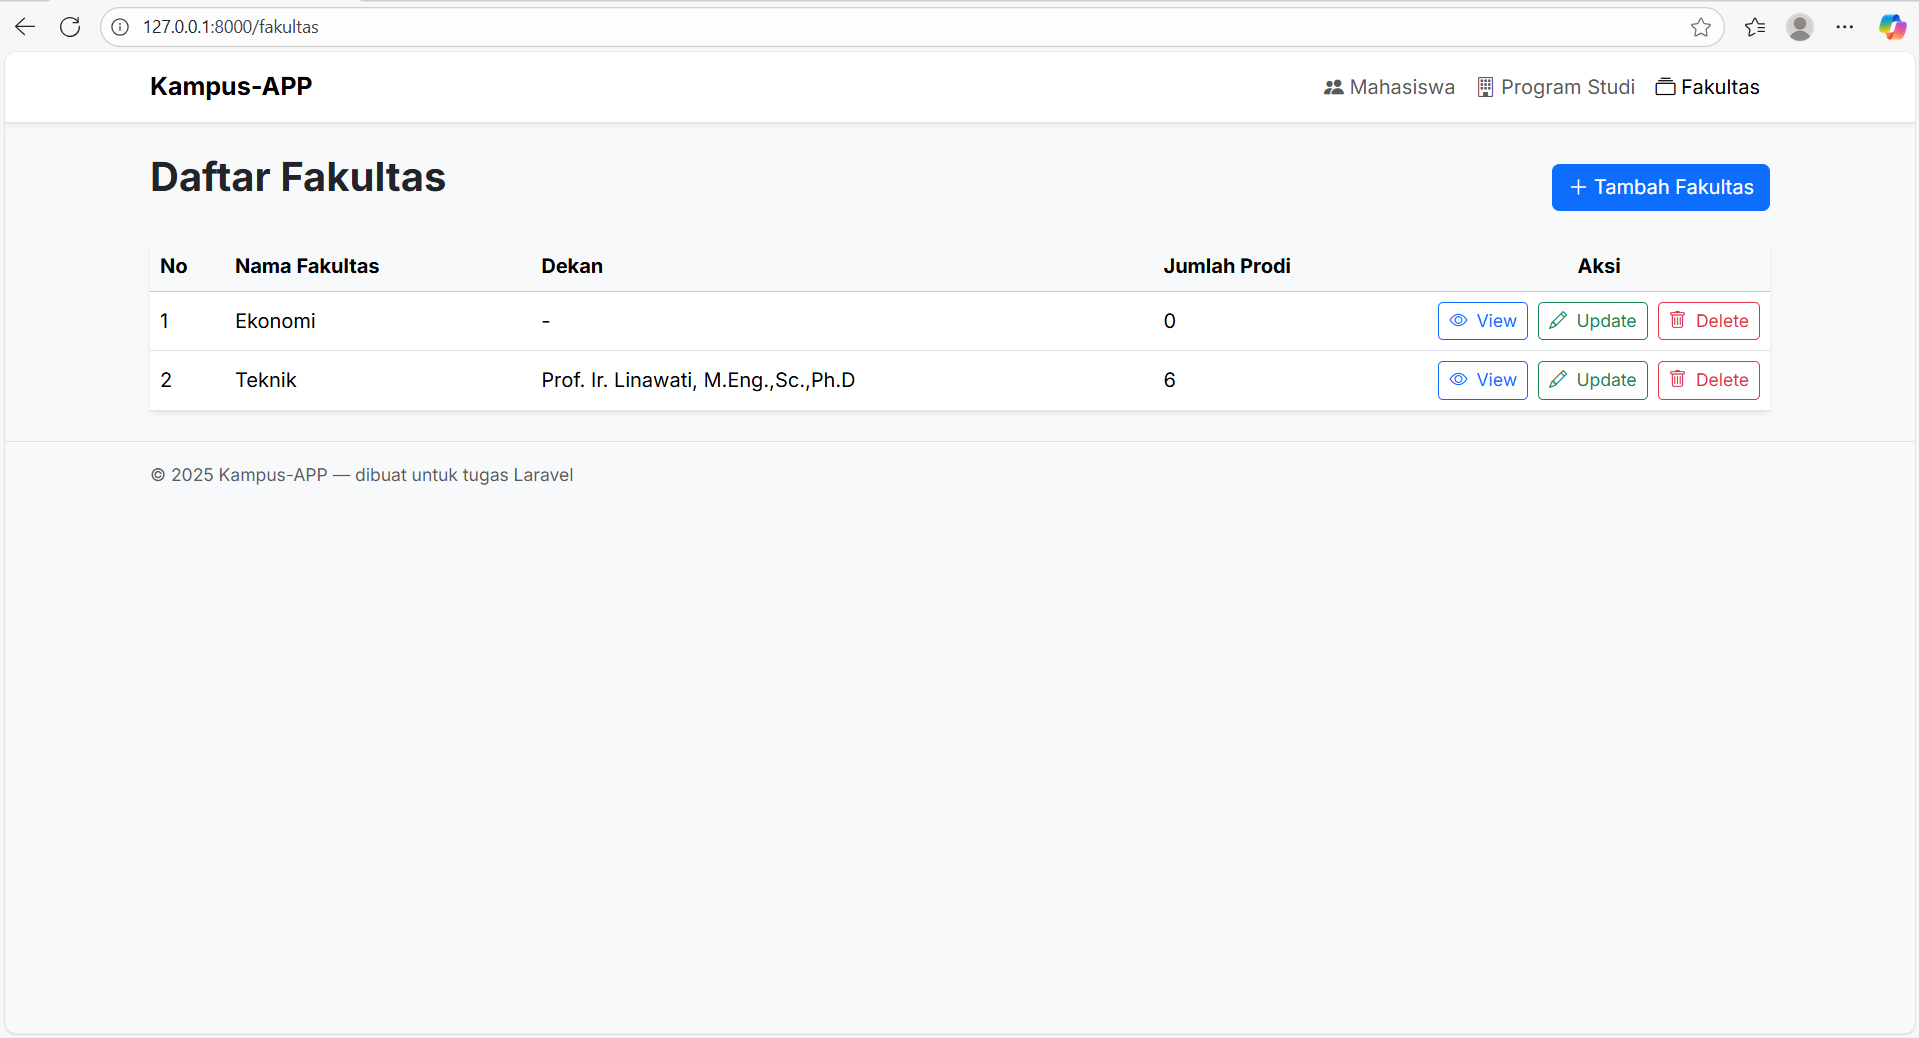 127.0.0.1:8000/fakultas
Kampus-APP
Mahasiswa Program Studi Fakultas
Daftar Fakultas
+ Tambah Fakultas
No Nama Fakultas Dekan Jumlah Prodi Aksi
1 Ekonomi - 0 View Update Delete
2 Teknik Prof. Ir. Linawati, M.Eng.,Sc.,Ph.D 6 View Update Delete
© 2025 Kampus-APP — dibuat untuk tugas Laravel